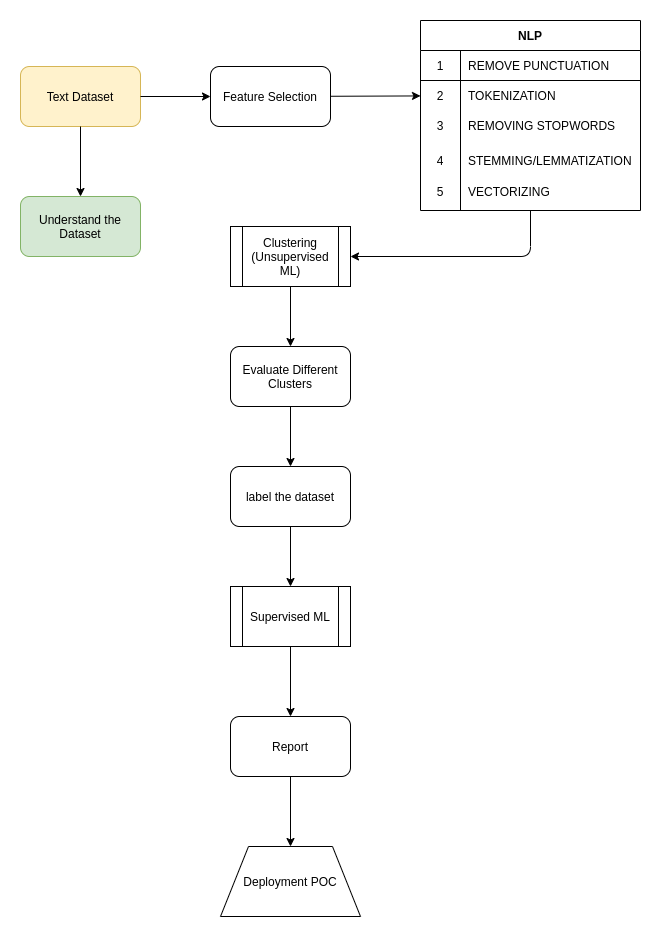 NLP
1 REMOVE PUNCTUATION
Text Dataset
Feature Selection
2 TOKENIZATION
3 REMOVING STOPWORDS
4 STEMMING/LEMMATIZATION
5 VECTORIZING
Understand the
Dataset
Clustering
(Unsupervised
ML)
Evaluate Different
Clusters
label the dataset
Supervised ML
Report
Deployment POC